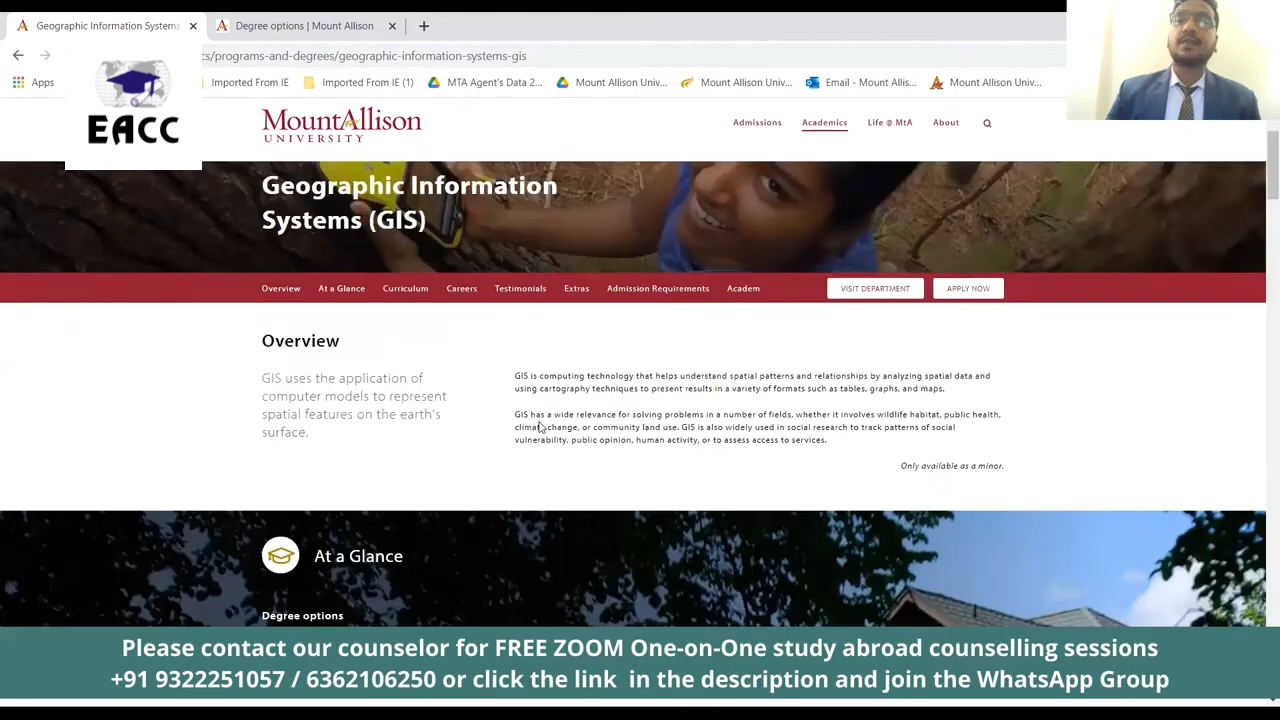 Geographic Information Systems
Degree options | Mount Allison
s/programs-and-degrees/geographic-information-systems-gis
Apps
Imported From IE
Imported From IE (1)
MTA Agent's Data 2...
Mount Allison Univ...
Mount Allison Univ...
Email - Mount Allis...
Mount Allison Univ...
EACC
MountAllison
UNIVERSITY
Admissions
Academics
Life @ MtA
About
Geographic Information
Systems (GIS)
Overview
At a Glance
Curriculum
Careers
Testimonials
Extras
Admission Requirements
Academ
VISIT DEPARTMENT
APPLY NOW
Overview
GIS uses the application of
computer models to represent
spatial features on the earth's
surface.
GIS is computing technology that helps understand spatial patterns and relationships by analyzing spatial data and
using cartography techniques to present results in a variety of formats such as tables, graphs, and maps.
GIS has a wide relevance for solving problems in a number of fields, whether it involves wildlife habitat, public health,
climate change, or community land use. GIS is also widely used in social research to track patterns of social
vulnerability, public opinion, human activity, or to assess access to services.
Only available as a minor.
At a Glance
Degree options
Please contact our counselor for FREE ZOOM One-on-One study abroad counselling sessions
+91 9322251057 / 6362106250 or click the link in the description and join the WhatsApp Group